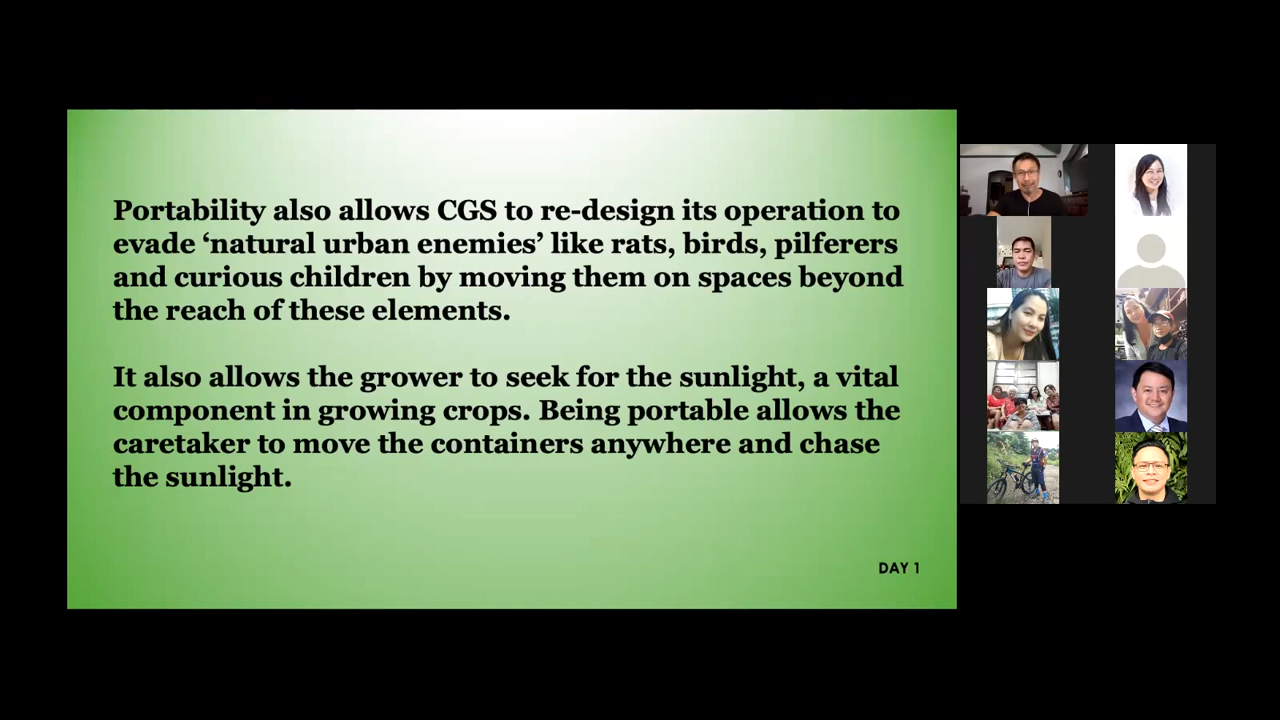 Portability also allows CGS to re-design its operation to
evade ‘natural urban enemies’ like rats, birds, pilferers
and curious children by moving them on spaces beyond
the reach of these elements.
It also allows the grower to seek for the sunlight, a vital
component in growing crops. Being portable allows the
caretaker to move the containers anywhere and chase
the sunlight.
DAY 1